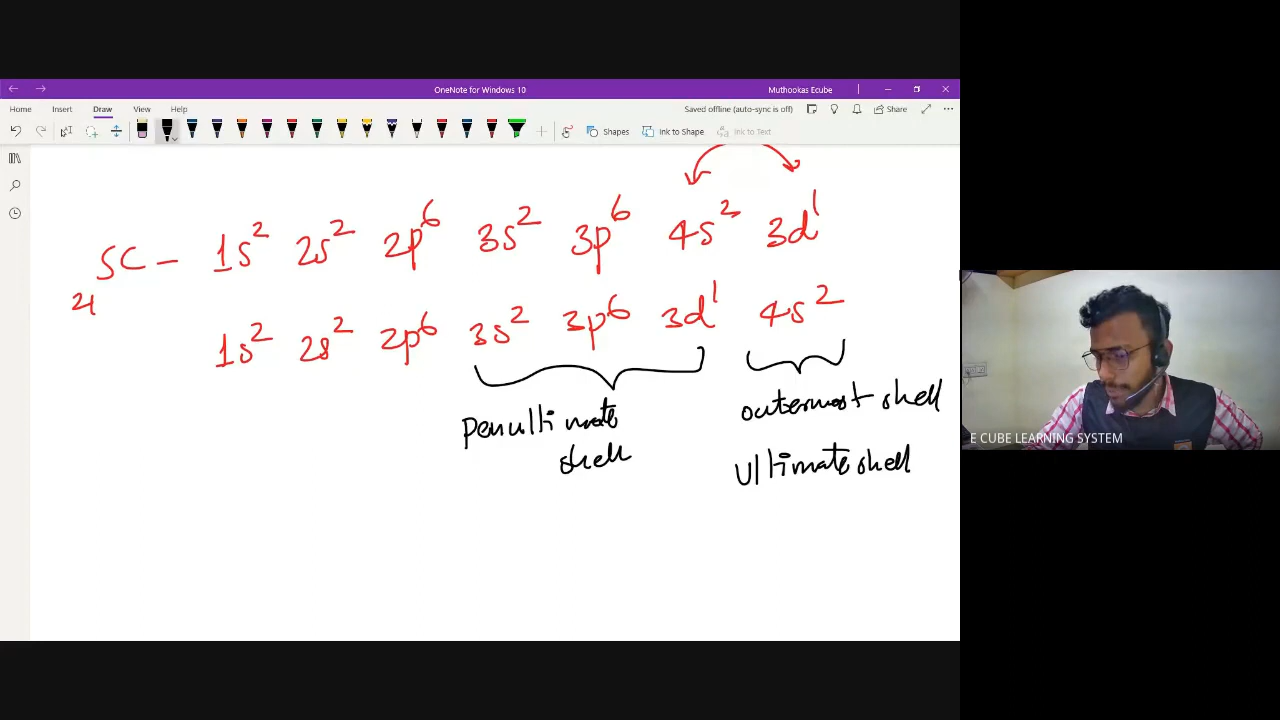 OneNote for Windows 10
Muthookas Ecube
Home Insert Draw View Help
Saved offline (auto-sync is off)
Share
Shapes
Ink to Shape
Ink to Text
SC - 1s² 2s² 2p⁶ 3s² 3p⁶ 4s² 3d¹
21
1s² 2s² 2p⁶ 3s² 3p⁶ 3d¹ 4s²
Penultimate
shell
outermost shell
Ultimate shell
E CUBE LEARNING SYSTEM